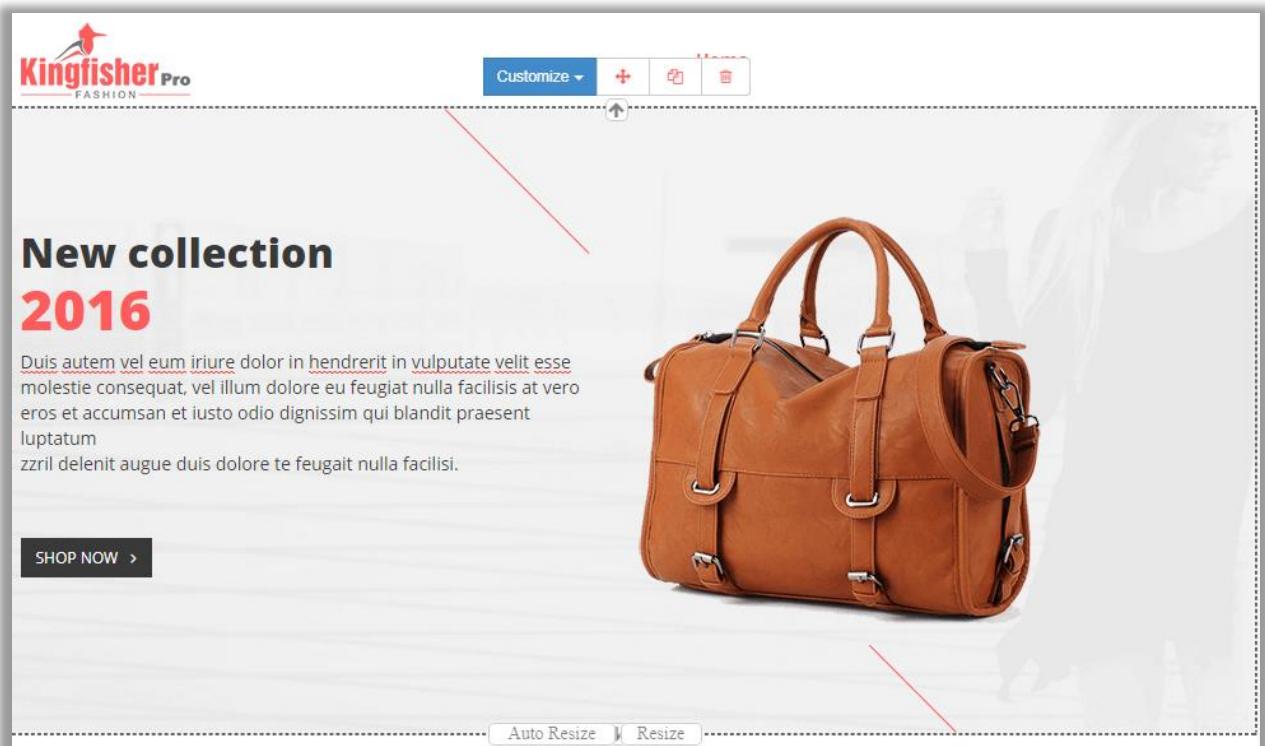 Kingfisher Pro
FASHION
Home
Customize
New collection
2016
Duis autem vel eum iriure dolor in hendrerit in vulputate velit esse
molestie consequat, vel illum dolore eu feugiat nulla facilisis at vero
eros et accumsan et iusto odio dignissim qui blandit praesent
luptatum
zzril delenit augue duis dolore te feugait nulla facilisi.
SHOP NOW >
Auto Resize
Resize